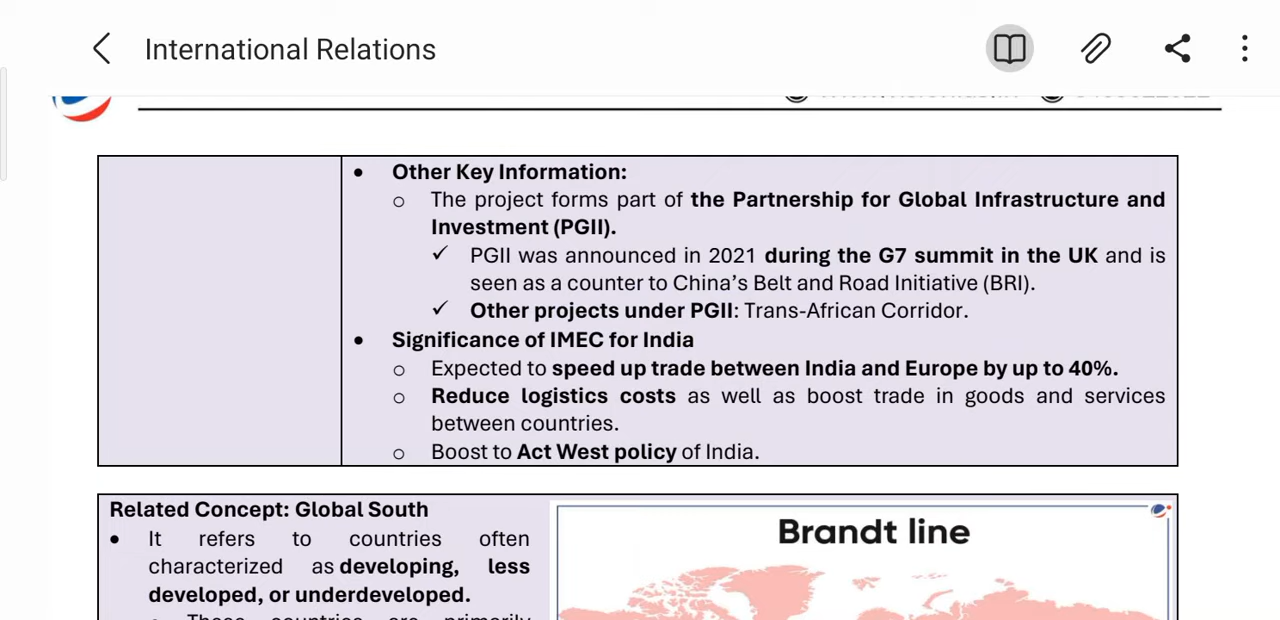 International Relations
• Other Key Information:
○ The project forms part of the Partnership for Global Infrastructure and
Investment (PGII).
✓ PGII was announced in 2021 during the G7 summit in the UK and is
seen as a counter to China’s Belt and Road Initiative (BRI).
✓ Other projects under PGII: Trans-African Corridor.
• Significance of IMEC for India
○ Expected to speed up trade between India and Europe by up to 40%.
○ Reduce logistics costs as well as boost trade in goods and services
between countries.
○ Boost to Act West policy of India.
Related Concept: Global South
• It refers to countries often
characterized as developing, less
developed, or underdeveloped.
These countries are primarily
Brandt line